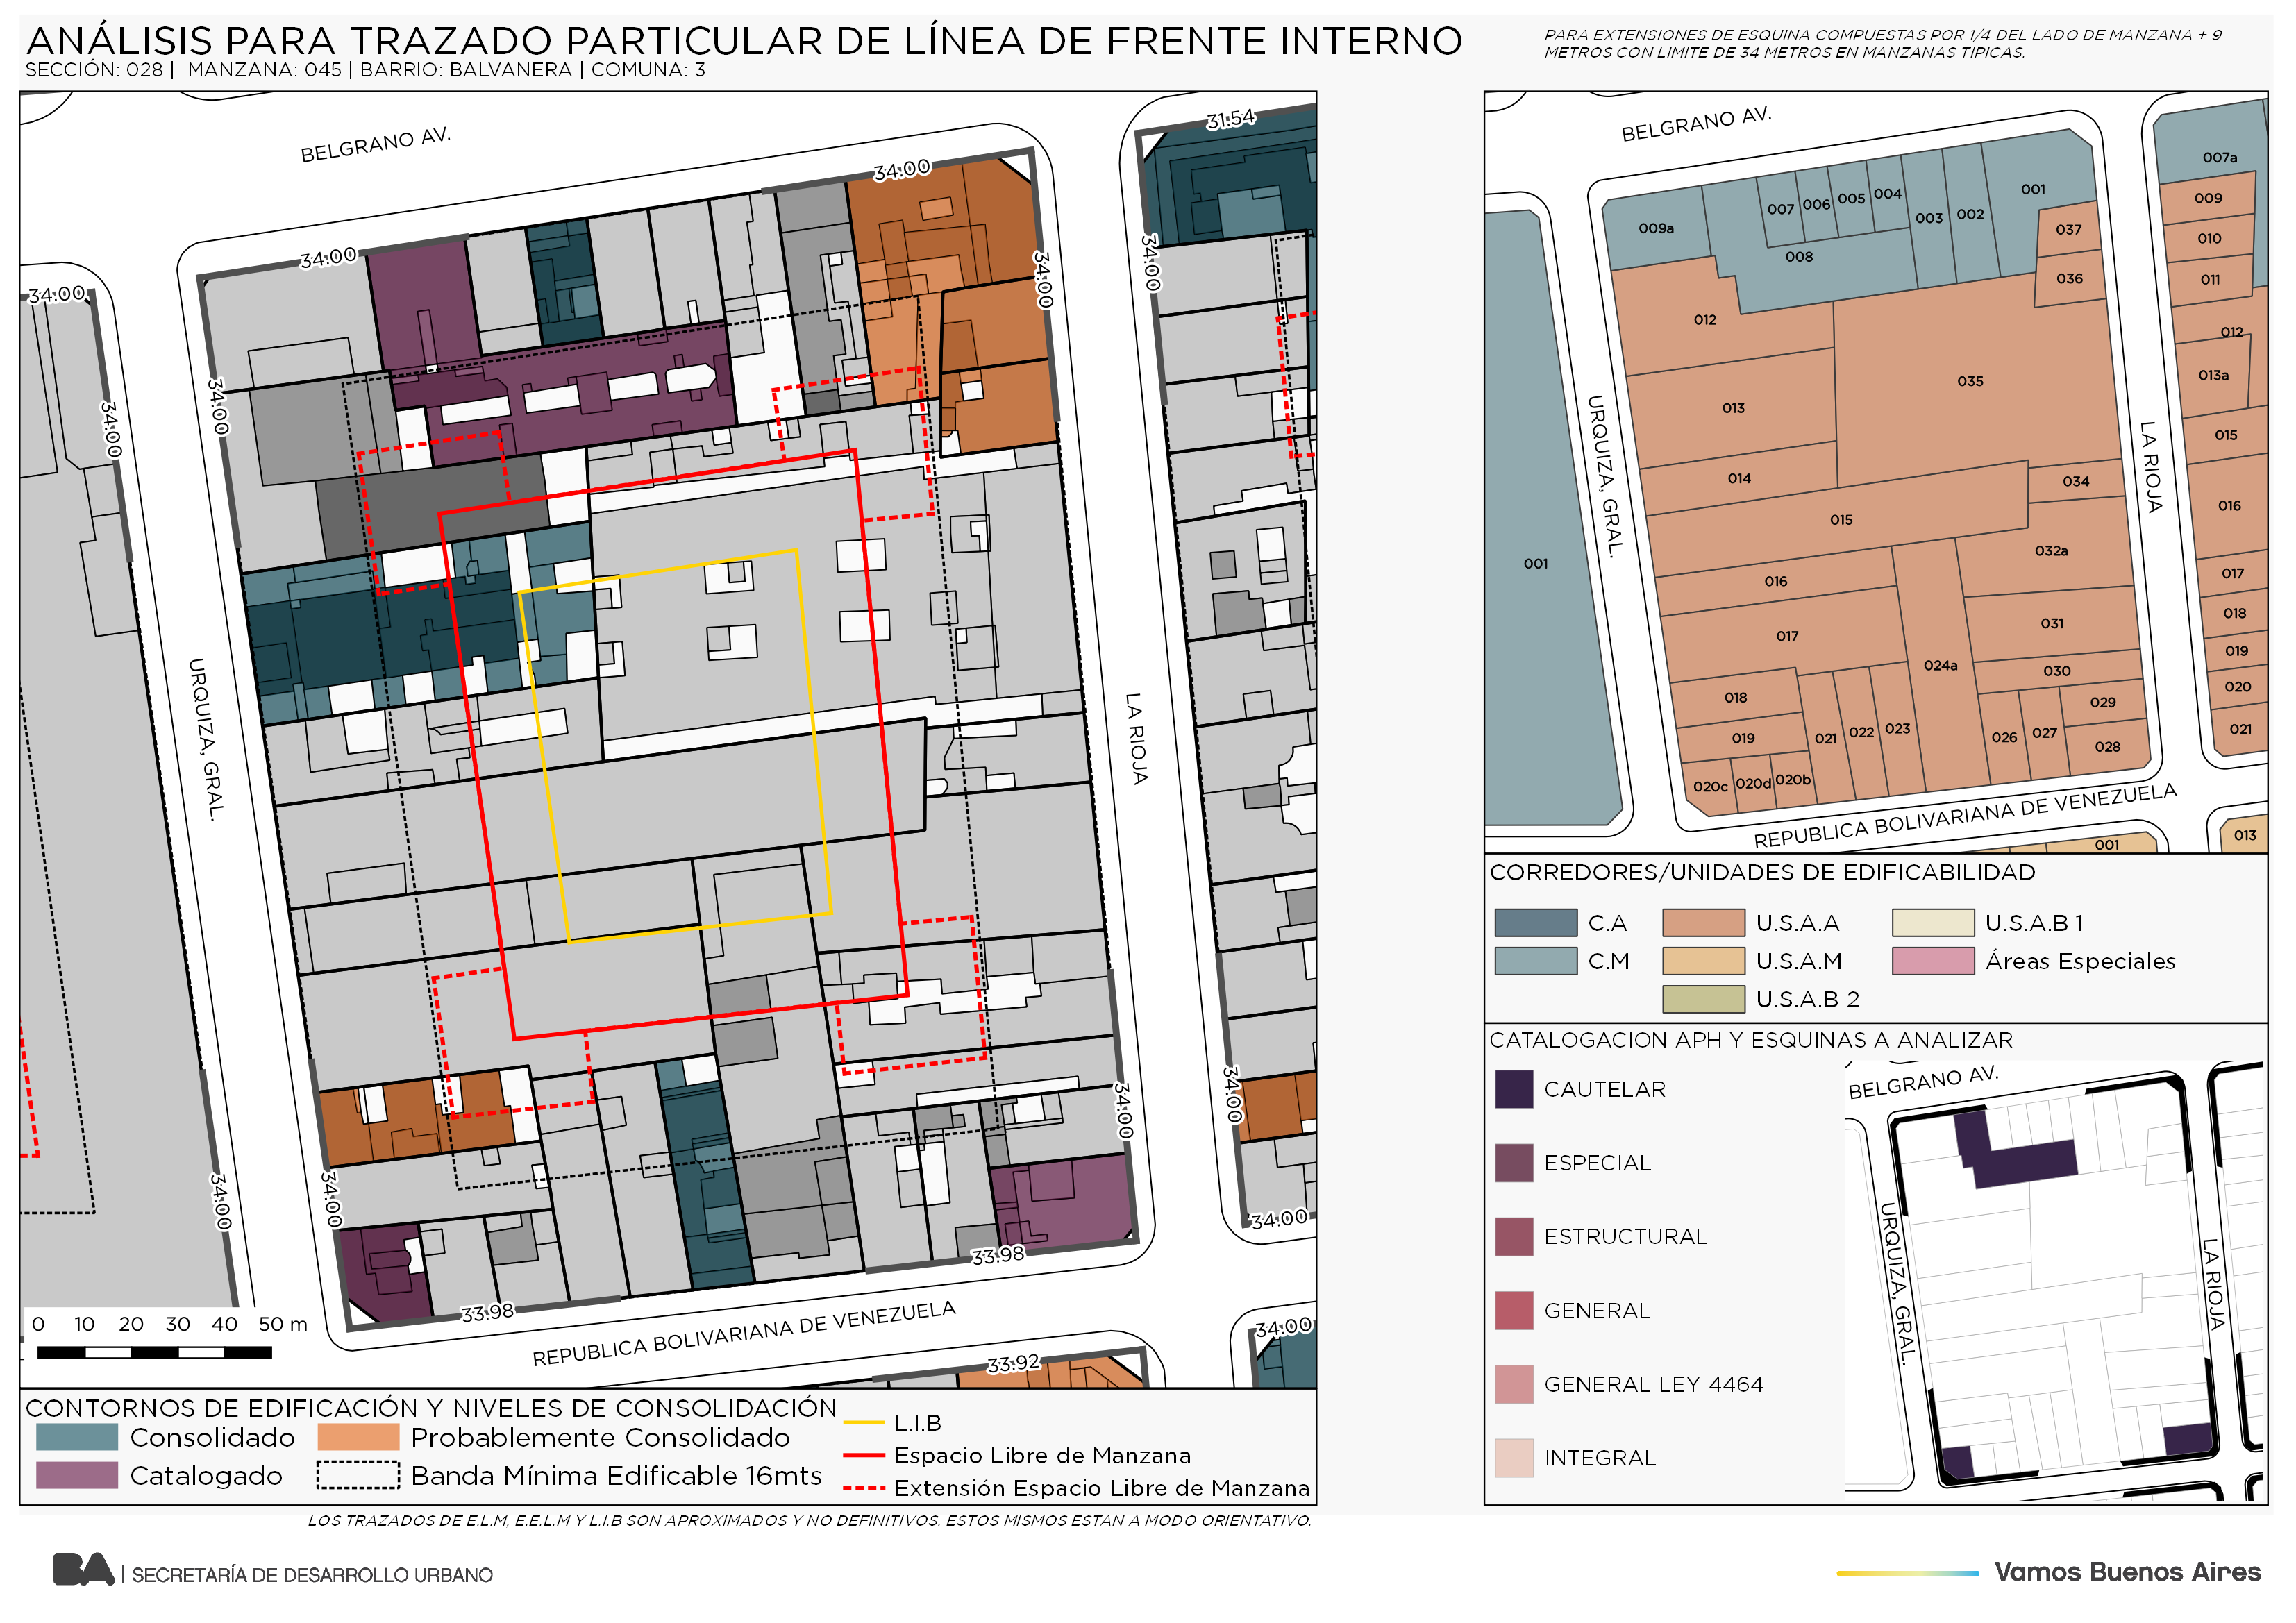 ANÁLISIS PARA TRAZADO PARTICULAR DE LÍNEA DE FRENTE INTERNO
SECCIÓN: 028 | MANZANA: 045 | BARRIO: BALVANERA | COMUNA: 3
PARA EXTENSIONES DE ESQUINA COMPUESTAS POR 1/4 DEL LADO DE MANZANA + 9
METROS CON LIMITE DE 34 METROS EN MANZANAS TIPICAS.
BELGRANO AV.
31.54
34.00
34.00
34.00
34.00
34.00
34.00
34.00
34.00
URQUIZA, GRAL.
LA RIOJA
34.00
34.00
34.00
34.00
34.00
33.98
33.98
34.00
33.92
REPUBLICA BOLIVARIANA DE VENEZUELA
0 10 20 30 40 50 m
CONTORNOS DE EDIFICACIÓN Y NIVELES DE CONSOLIDACIÓN
Consolidado
Probablemente Consolidado
Catalogado
Banda Mínima Edificable 16mts
L.I.B
Espacio Libre de Manzana
Extensión Espacio Libre de Manzana
LOS TRAZADOS DE E.L.M, E.E.L.M Y L.I.B SON APROXIMADOS Y NO DEFINITIVOS. ESTOS MISMOS ESTAN A MODO ORIENTATIVO.
BELGRANO AV.
007a
009a
007
006
005
004
003
002
001
008
037
036
009
010
011
012
012
013a
013
035
014
015
015
034
016
016
032a
001
017
017
031
018
024a
030
019
018
029
020
019
021
022
023
026
027
028
021
020c
020d
020b
URQUIZA, GRAL.
LA RIOJA
REPUBLICA BOLIVARIANA DE VENEZUELA
001
013
CORREDORES/UNIDADES DE EDIFICABILIDAD
C.A
U.S.A.A
U.S.A.B 1
C.M
U.S.A.M
Áreas Especiales
U.S.A.B 2
CATALOGACION APH Y ESQUINAS A ANALIZAR
CAUTELAR
ESPECIAL
ESTRUCTURAL
GENERAL
GENERAL LEY 4464
INTEGRAL
BELGRANO AV.
URQUIZA, GRAL.
LA RIOJA
BA | SECRETARÍA DE DESARROLLO URBANO
Vamos Buenos Aires